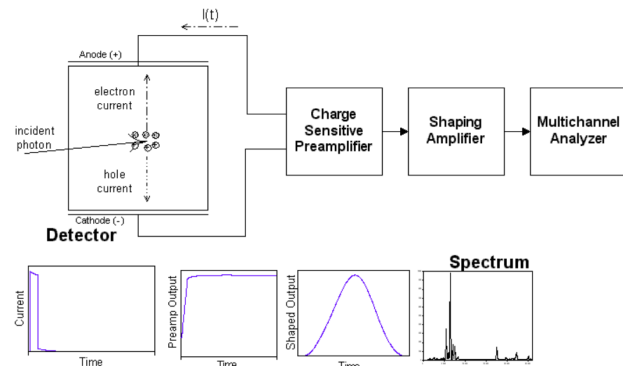 I(t)
Anode (+)
electron
current
incident
photon
hole
current
Cathode (-)
Detector
Charge
Sensitive
Preamplifier
Shaping
Amplifier
Multichannel
Analyzer
Current
Time
Preamp Output
Time
Shaped Output
Time
Spectrum